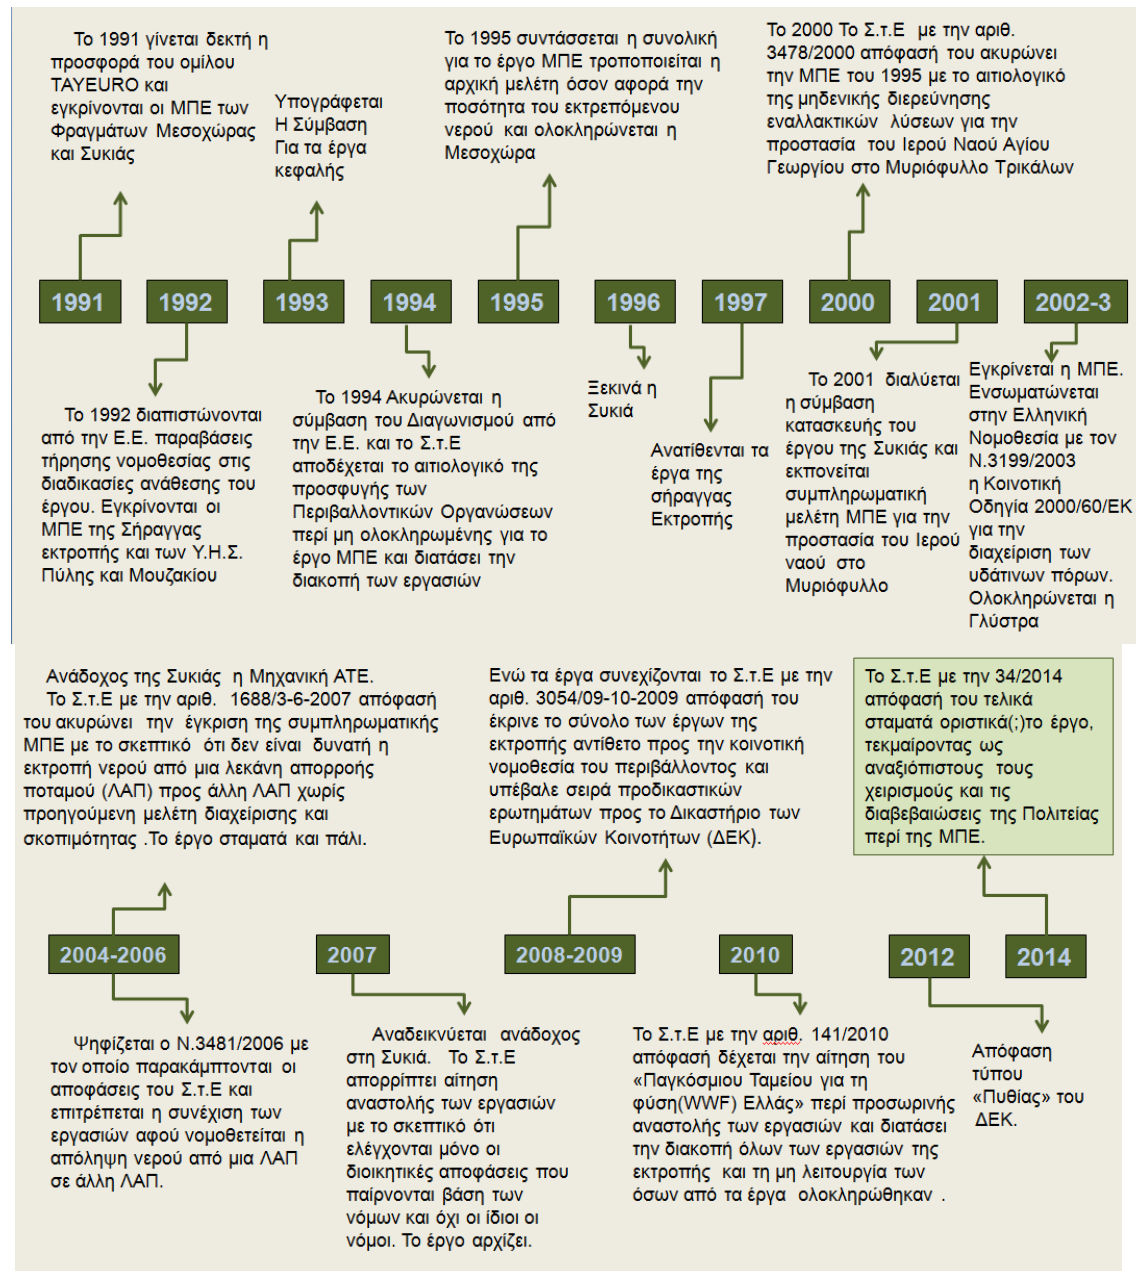 Το 1991 γίνεται δεκτή η
προσφορά του ομίλου
TAYEURO και
εγκρίνονται οι ΜΠΕ των
Φραγμάτων Μεσοχώρας
και Συκιάς
Υπογράφεται
Η Σύμβαση
Για τα έργα
κεφαλής
Το 1995 συντάσσεται η συνολική
για το έργο ΜΠΕ τροποποιείται η
αρχική μελέτη όσον αφορά την
ποσότητα του εκτρεπόμενου
νερού και ολοκληρώνεται η
Μεσοχώρα
Το 2000 Το Σ.τ.Ε με την αριθ.
3478/2000 απόφασή του ακυρώνει
την ΜΠΕ του 1995 με το αιτιολογικό
της μηδενικής διερεύνησης
εναλλακτικών λύσεων για την
προστασία του Ιερού Ναού Αγίου
Γεωργίου στο Μυριόφυλλο Τρικάλων
1991
1992
1993
1994
1995
1996
1997
2000
2001
2002-3
Το 1992 διαπιστώνονται
από την Ε.Ε. παραβάσεις
τήρησης νομοθεσίας στις
διαδικασίες ανάθεσης του
έργου. Εγκρίνονται οι
ΜΠΕ της Σήραγγας
εκτροπής και των Υ.Η.Σ.
Πύλης και Μουζακίου
Το 1994 Ακυρώνεται η
σύμβαση του Διαγωνισμού από
την Ε.Ε. και το Σ.τ.Ε
αποδέχεται το αιτιολογικό της
προσφυγής των
Περιβαλλοντικών Οργανώσεων
περί μη ολοκληρωμένης για το
έργο ΜΠΕ και διατάσει την
διακοπή των εργασιών
Ξεκινά η
Συκιά
Ανατίθενται τα
έργα της
σήραγγας
Εκτροπής
Το 2001 διαλύεται
η σύμβαση
κατασκευής του
έργου της Συκιάς και
εκπονείται
συμπληρωματική
μελέτη ΜΠΕ για την
προστασία του Ιερού
ναού στο
Μυριόφυλλο
Εγκρίνεται η ΜΠΕ.
Ενσωματώνεται
στην Ελληνική
Νομοθεσία με τον
Ν.3199/2003
η Κοινοτική
Οδηγία 2000/60/ΕΚ
για την
διαχείριση των
υδάτινων πόρων.
Ολοκληρώνεται η
Γλύστρα
Ανάδοχος της Συκιάς η Μηχανική ΑΤΕ.
Το Σ.τ.Ε με την αριθ. 1688/3-6-2007 απόφασή
του ακυρώνει την έγκριση της συμπληρωματικής
ΜΠΕ με το σκεπτικό ότι δεν είναι δυνατή η
εκτροπή νερού από μια λεκάνη απορροής
ποταμού (ΛΑΠ) προς άλλη ΛΑΠ χωρίς
προηγούμενη μελέτη διαχείρισης και
σκοπιμότητας .Το έργο σταματά και πάλι.
Ενώ τα έργα συνεχίζονται το Σ.τ.Ε με την
αριθ. 3054/09-10-2009 απόφασή του
έκρινε το σύνολο των έργων της
εκτροπής αντίθετο προς την κοινοτική
νομοθεσία του περιβάλλοντος και
υπέβαλε σειρά προδικαστικών
ερωτημάτων προς το Δικαστήριο των
Ευρωπαϊκών Κοινοτήτων (ΔΕΚ).
Το Σ.τ.Ε με την 34/2014
απόφασή του τελικά
σταματά οριστικά(;)το έργο,
τεκμαίροντας ως
αναξιόπιστους τους
χειρισμούς και τις
διαβεβαιώσεις της Πολιτείας
περί της ΜΠΕ.
2004-2006
2007
2008-2009
2010
2012
2014
Ψηφίζεται ο Ν.3481/2006 με
τον οποίο παρακάμπτονται οι
αποφάσεις του Σ.τ.Ε και
επιτρέπεται η συνέχιση των
εργασιών αφού νομοθετείται η
απόληψη νερού από μια ΛΑΠ
σε άλλη ΛΑΠ.
Αναδεικνύεται ανάδοχος
στη Συκιά. Το Σ.τ.Ε
απορρίπτει αίτηση
αναστολής των εργασιών
με το σκεπτικό ότι
ελέγχονται μόνο οι
διοικητικές αποφάσεις που
παίρνονται βάση των
νόμων και όχι οι ίδιοι οι
νόμοι. Το έργο αρχίζει.
Το Σ.τ.Ε με την αριθ. 141/2010
απόφασή δέχεται την αίτηση του
«Παγκόσμιου Ταμείου για τη
φύση(WWF) Ελλάς» περί προσωρινής
αναστολής των εργασιών και διατάσει
την διακοπή όλων των εργασιών της
εκτροπής και τη μη λειτουργία των
όσων από τα έργα ολοκληρώθηκαν .
Απόφαση
τύπου
«Πυθίας» του
ΔΕΚ.